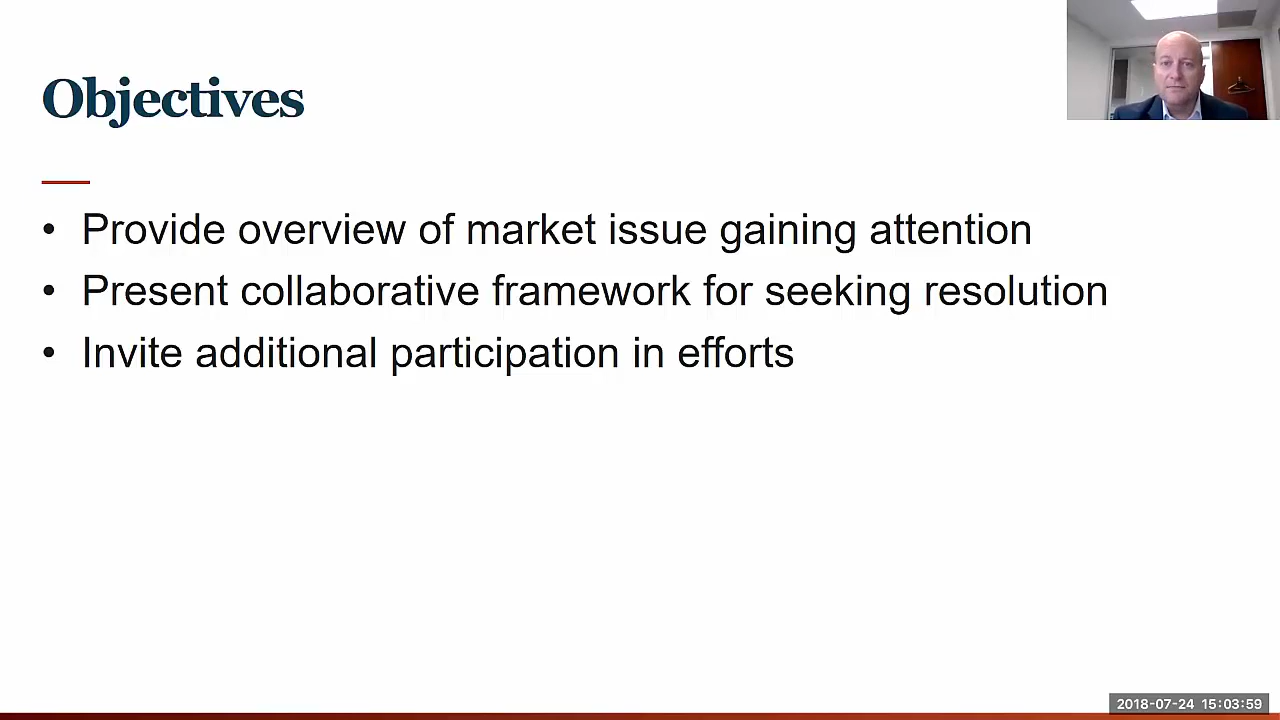 Objectives
• Provide overview of market issue gaining attention
• Present collaborative framework for seeking resolution
• Invite additional participation in efforts
2018-07-24 15:03:59